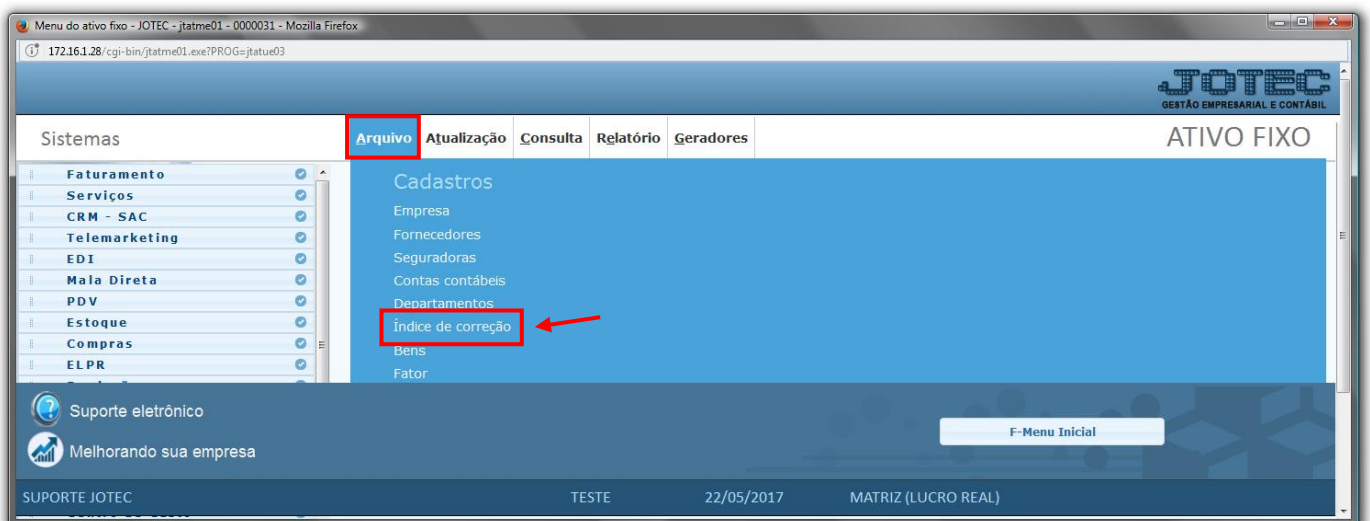 Menu do ativo fixo - JOTEC - jtatme01 - 0000031 - Mozilla Firefox
172.16.1.28/cgi-bin/jtatme01.exe?PROG=jtatue03
JOTEC
GESTÃO EMPRESARIAL E CONTÁBIL
Sistemas
Arquivo Atualização Consulta Relatório Geradores
ATIVO FIXO
Faturamento
Serviços
CRM - SAC
Telemarketing
EDI
Mala Direta
PDV
Estoque
Compras
ELPR
Cadastros
Empresa
Fornecedores
Seguradoras
Contas contábeis
Departamentos
Índice de correção
Bens
Fator
Suporte eletrônico
Melhorando sua empresa
F-Menu Inicial
SUPORTE JOTEC TESTE 22/05/2017 MATRIZ (LUCRO REAL)